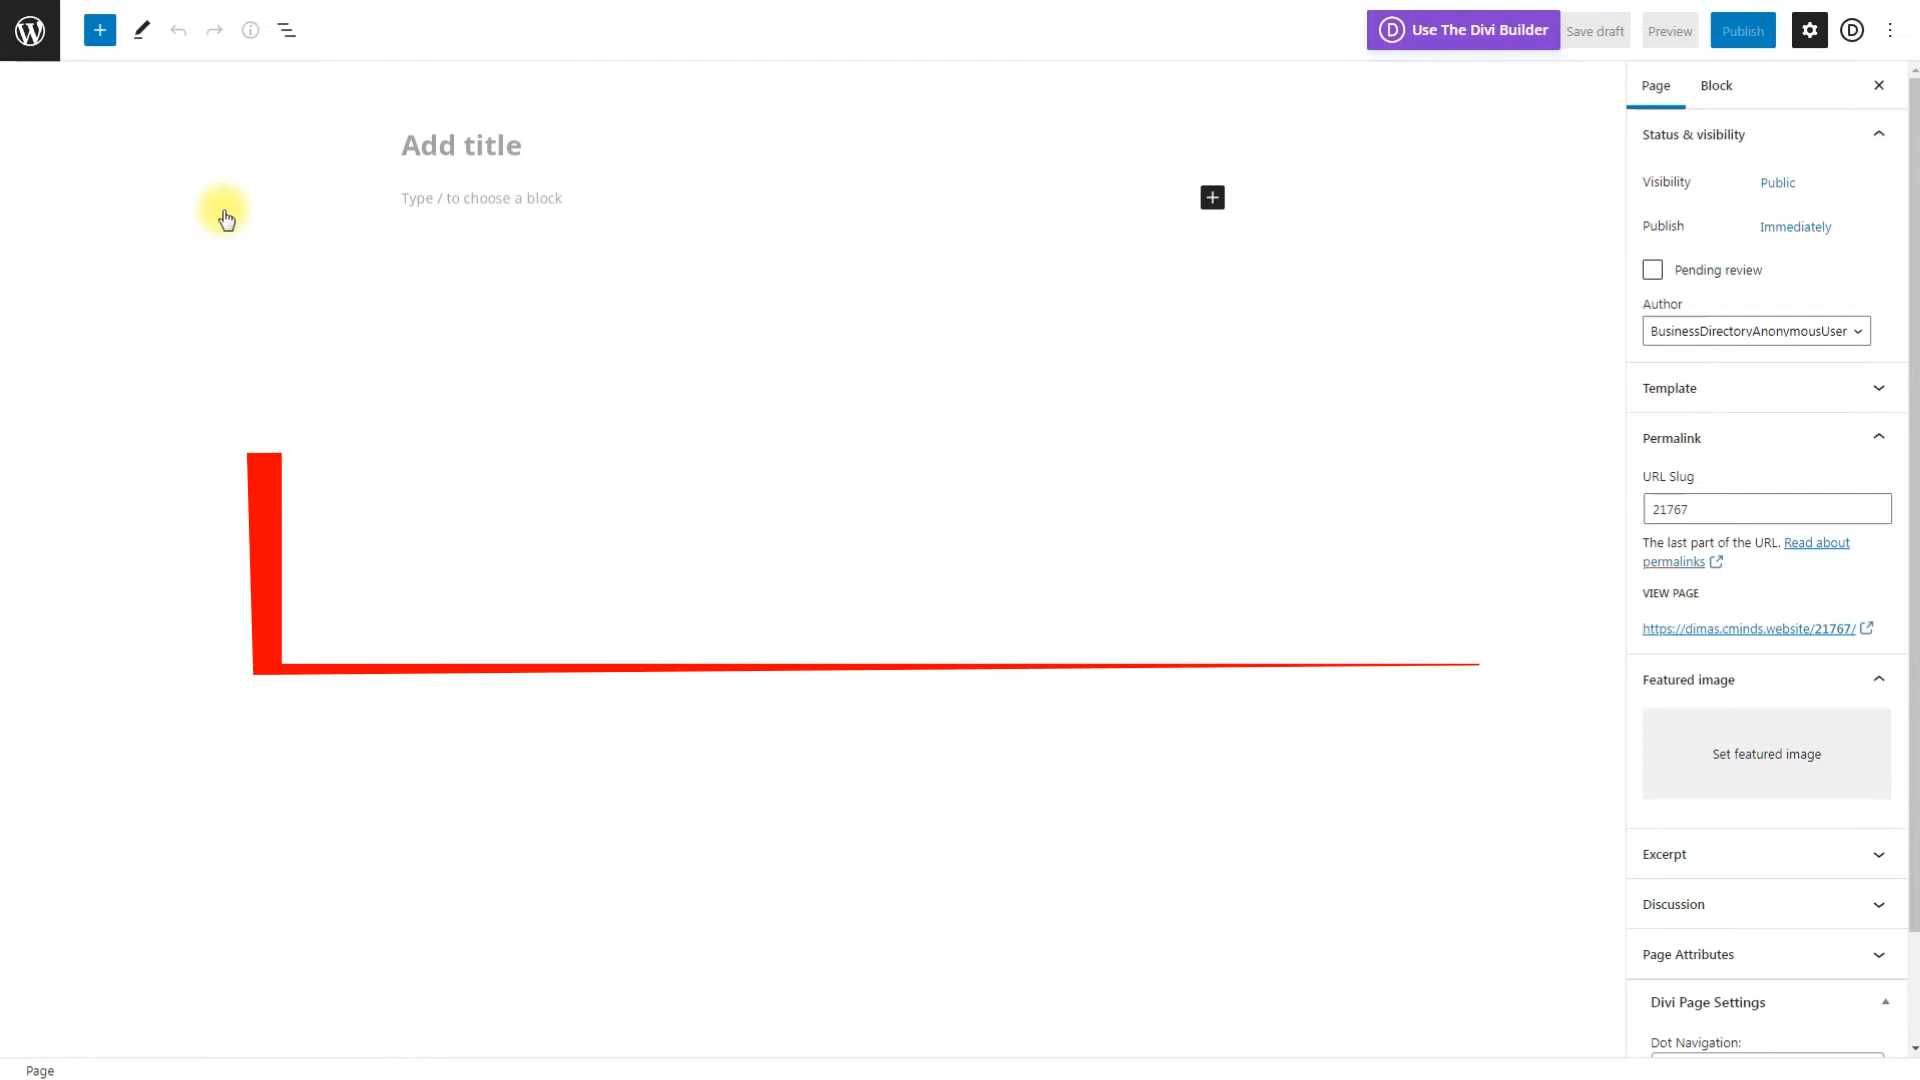 D Use The Divi Builder
Save draft
Preview
Publish
D
Page
Block
Add title
Status & visibility
Type / to choose a block
Visibility
Public
Publish
Immediately
Pending review
Author
BusinessDirectoryAnonymousUser
Template
Permalink
URL Slug
21767
The last part of the URL. Read about
permalinks
VIEW PAGE
https://dimas.cminds.website/21767/
Featured image
Set featured image
Excerpt
Discussion
Page Attributes
Divi Page Settings
Dot Navigation:
Page